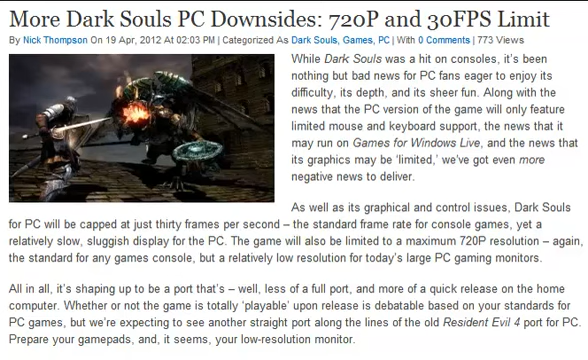 More Dark Souls PC Downsides: 720P and 30FPS Limit
By Nick Thompson On 19 Apr, 2012 At 02:03 PM | Categorized As Dark Souls, Games, PC | With 0 Comments | 773 Views
While Dark Souls was a hit on consoles, it's been
nothing but bad news for PC fans eager to enjoy its
difficulty, its depth, and its sheer fun. Along with the
news that the PC version of the game will only feature
limited mouse and keyboard support, the news that it
may run on Games for Windows Live, and the news that
its graphics may be 'limited,' we've got even more
negative news to deliver.
As well as its graphical and control issues, Dark Souls
for PC will be capped at just thirty frames per second – the standard frame rate for console games, yet a
relatively slow, sluggish display for the PC. The game will also be limited to a maximum 720P resolution – again,
the standard for any games console, but a relatively low resolution for today's large PC gaming monitors.
All in all, it's shaping up to be a port that's – well, less of a full port, and more of a quick release on the home
computer. Whether or not the game is totally 'playable' upon release is debatable based on your standards for
PC games, but we're expecting to see another straight port along the lines of the old Resident Evil 4 port for PC.
Prepare your gamepads, and, it seems, your low-resolution monitor.